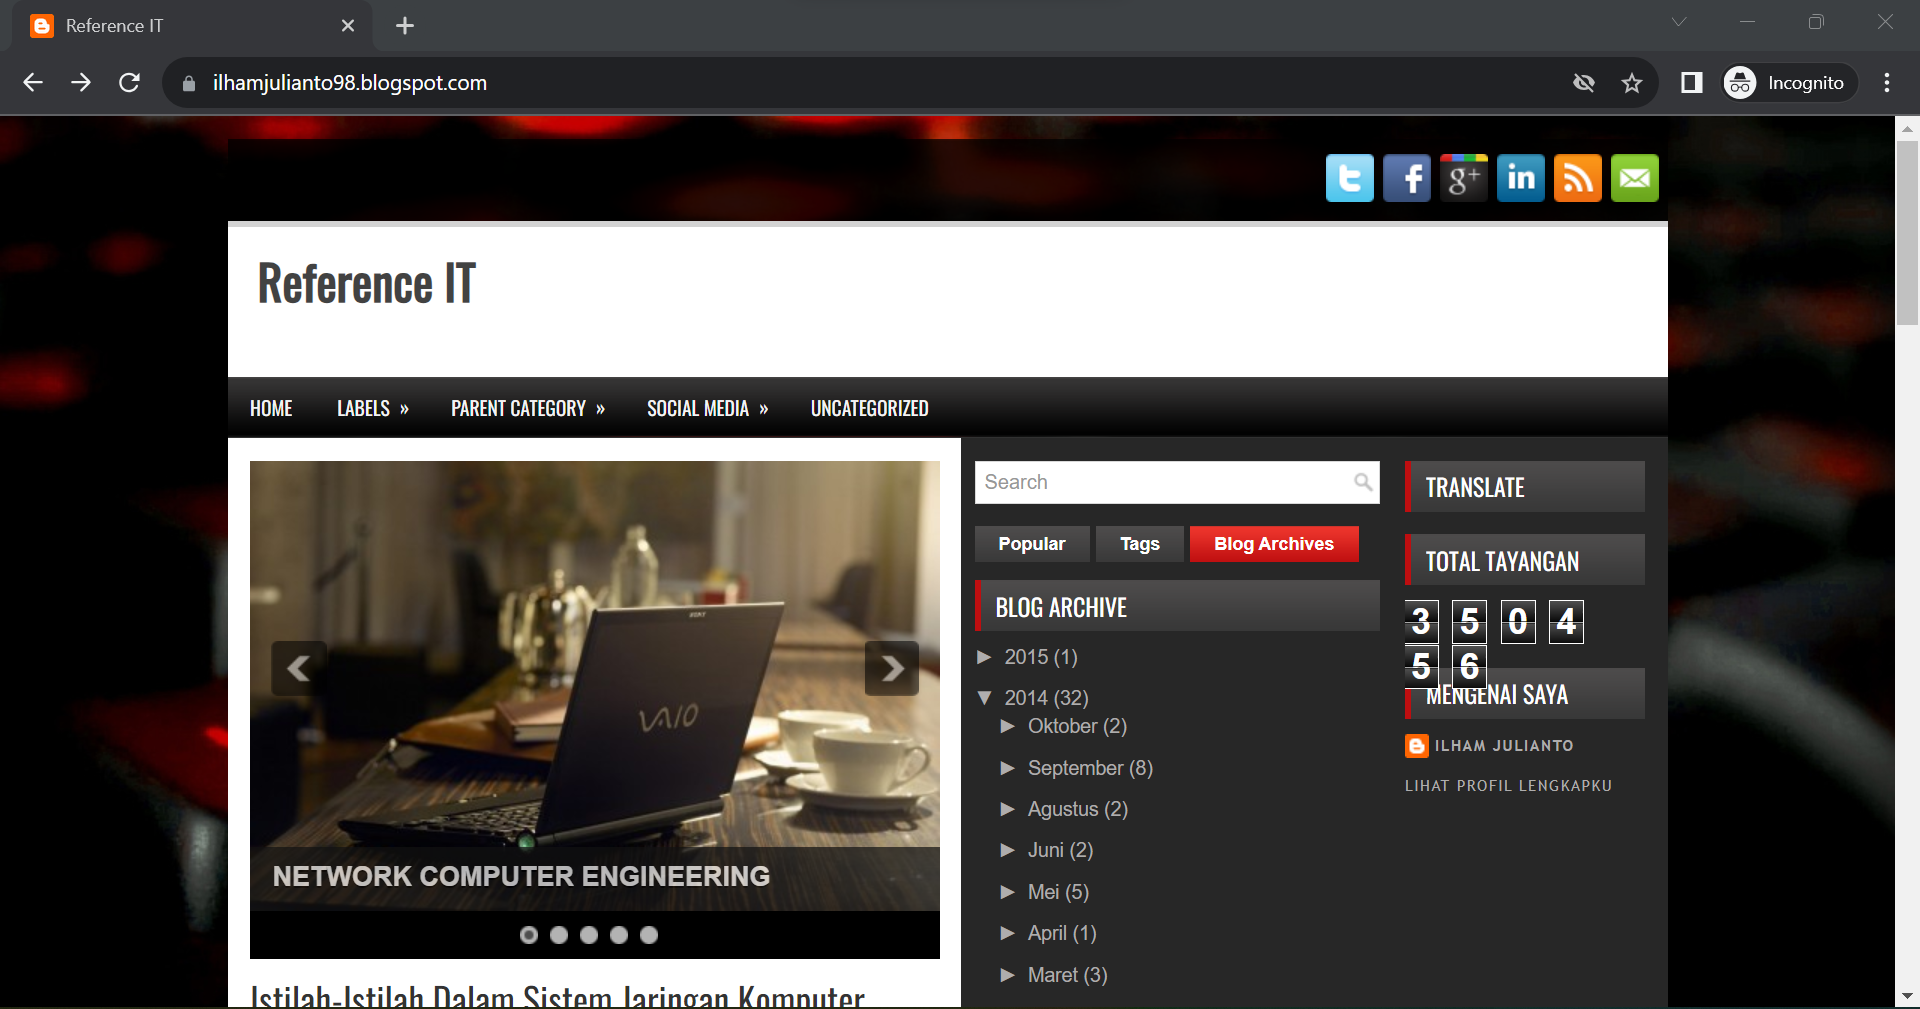 Reference IT
ilhamjulianto98.blogspot.com
Incognito
Reference IT
HOME LABELS » PARENT CATEGORY » SOCIAL MEDIA » UNCATEGORIZED
SONY
VAIO
NETWORK COMPUTER ENGINEERING
Istilah-Istilah Dalam Sistem Jaringan Komputer
Search
Popular Tags Blog Archives
BLOG ARCHIVE
► 2015 (1)
▼ 2014 (32)
► Oktober (2)
► September (8)
► Agustus (2)
► Juni (2)
► Mei (5)
► April (1)
► Maret (3)
TRANSLATE
TOTAL TAYANGAN
3 5 0 4
5 6
MENGENAI SAYA
ILHAM JULIANTO
LIHAT PROFIL LENGKAPKU